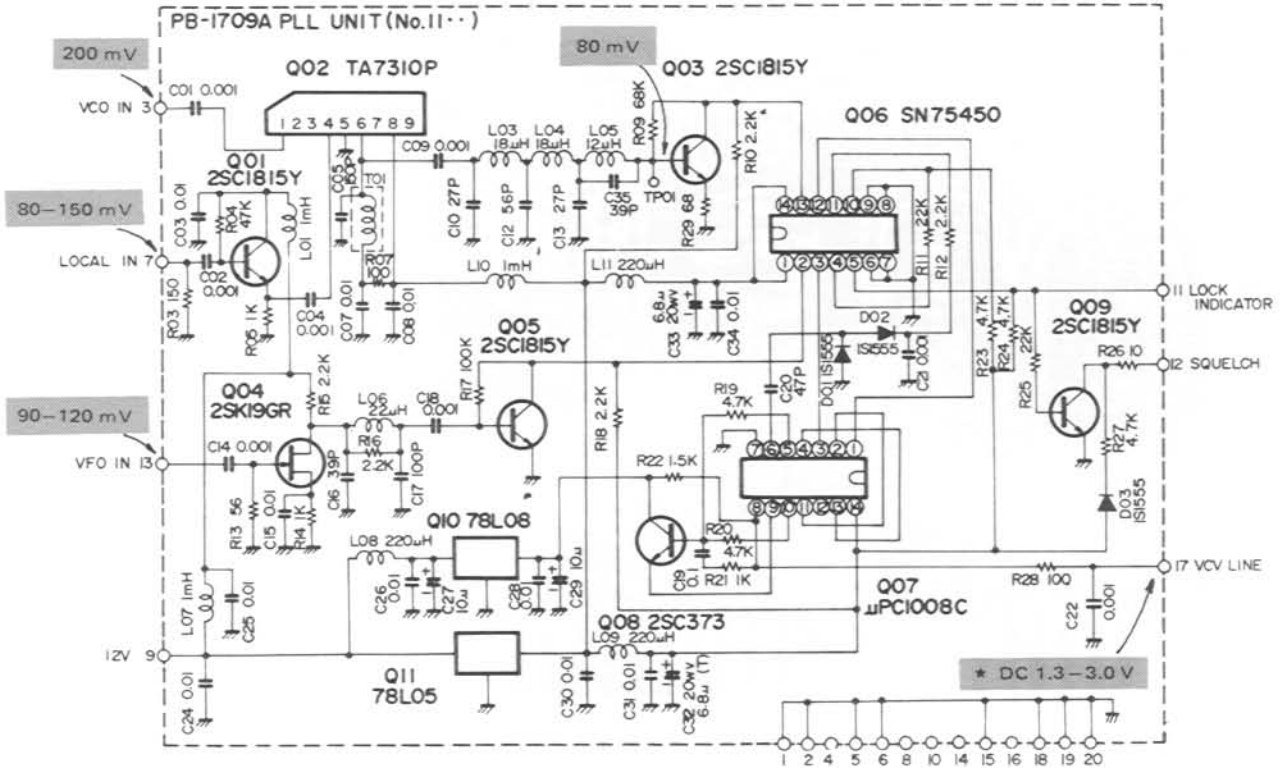 PB-1709A PLL UNIT (No.11··)
200 mV
80 mV
Q02 TA7310P
Q03 2SC1815Y
C01 0.001
VCO IN 3
1 2 3 4 5 6 7 8 9
R09 68K
Q06 SN75450
L03 18μH
L04 18μH
L05 12μH
R10 2.2K
C09 0.001
Q01
2SC1815Y
C05
T01
TP01
C35
39P
80-150 mV
C03 0.01
R04 47K
L01 1mH
C10 27P
C12 56P
C13 27P
R29 68
14 13 12 11 10 9 8
1 2 3 4 5 6 7
R11 22K
R12 2.2K
LOCAL IN 7
C02
0.001
R07
100
L10 1mH
L11 220μH
R03 150
R05 1K
C04
0.001
C07 0.01
C08 0.01
6.8μ 20wv
C33
C34 0.01
11 LOCK
INDICATOR
Q05
2SC1815Y
D02
1S1555
D01 1S1555
C21 0.001
R23 4.7K
R24 4.7K
R25 22K
Q09
2SC1815Y
R26 10
12 SQUELCH
Q04
2SK19GR
R15 2.2K
L06
22μH
R17 100K
C18
0.001
R18 2.2K
C20
47P
R19
4.7K
R27
4.7K
90-120 mV
C14 0.001
VFO IN 13
R16
2.2K
C16 39P
C17 100P
R22 1.5K
7 6 5 4 3 2 1
8 9 10 11 12 13 14
R13 56
C15 0.01
R14 1K
Q10 78L08
L08 220μH
R20
4.7K
C19
0.1
R21 1K
D03
1S1555
17 VCV LINE
R28 100
L07 1mH
C25 0.01
C26
0.01
C27
10μ
C28
0.01
C29 10μ
Q07
μPC1008C
C22
0.001
Q08 2SC373
L09 220μH
12V 9
Q11
78L05
C24 0.01
C30 0.01
C31 0.01
C32 20wv
6.8μ (T)
★ DC 1.3-3.0 V
1 2 4 5 6 8 10 14 15 16 18 19 20